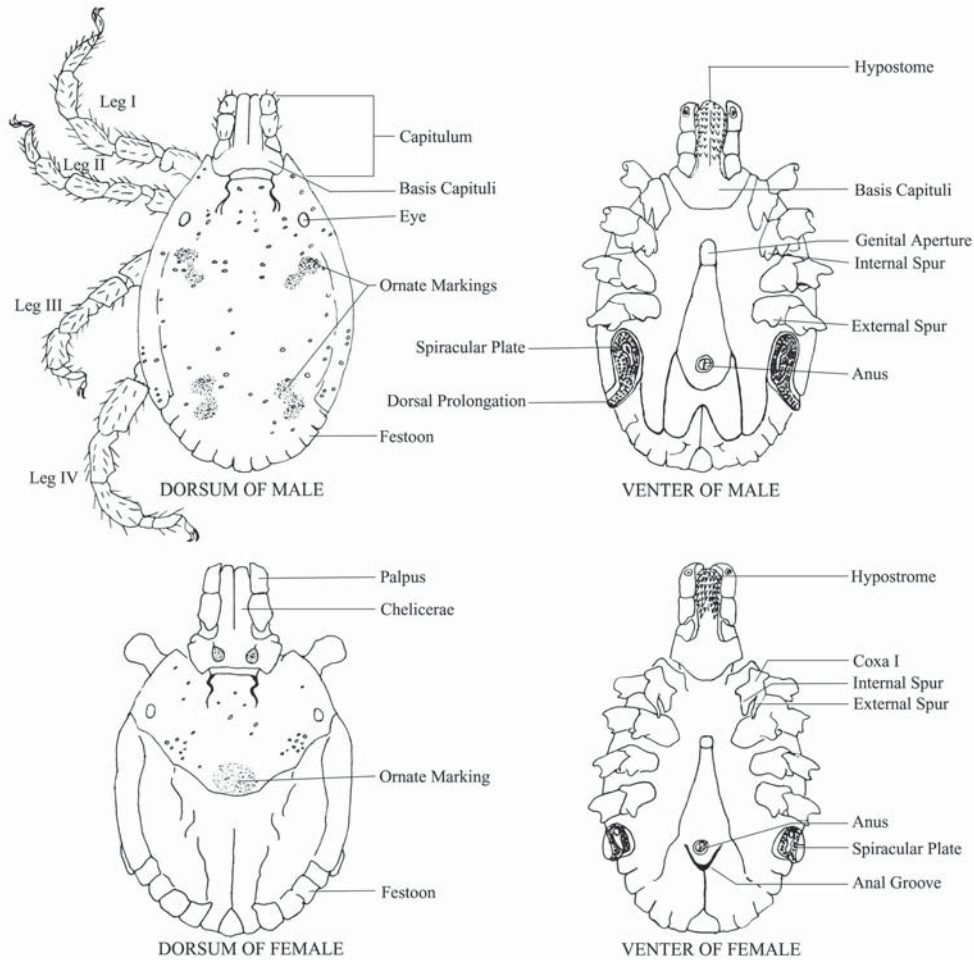 Leg I
Leg II
Leg III
Leg IV
Capitulum
Basis Capituli
Eye
Ornate Markings
Festoon
DORSUM OF MALE
Hypostome
Basis Capituli
Genital Aperture
Internal Spur
External Spur
Spiracular Plate
Anus
Dorsal Prolongation
VENTER OF MALE
Palpus
Chelicerae
Ornate Marking
Festoon
DORSUM OF FEMALE
Hypostrome
Coxa I
Internal Spur
External Spur
Anus
Spiracular Plate
Anal Groove
VENTER OF FEMALE